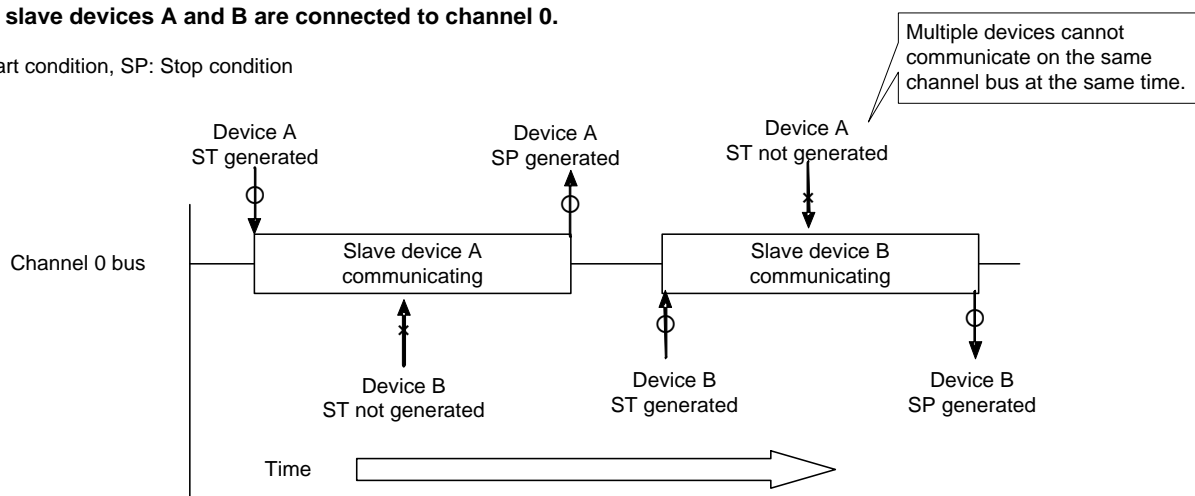 slave devices A and B are connected to channel 0.
art condition, SP: Stop condition
Multiple devices cannot
communicate on the same
channel bus at the same time.
Device A
ST generated
Device A
SP generated
Device A
ST not generated
Channel 0 bus
Slave device A
communicating
Slave device B
communicating
Device B
ST not generated
Device B
ST generated
Device B
SP generated
Time